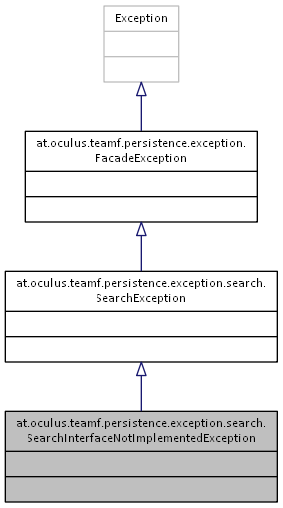 Exception
at.oculus.teamf.persistence.exception.
FacadeException
at.oculus.teamf.persistence.exception.search.
SearchException
at.oculus.teamf.persistence.exception.search.
SearchInterfaceNotImplementedException